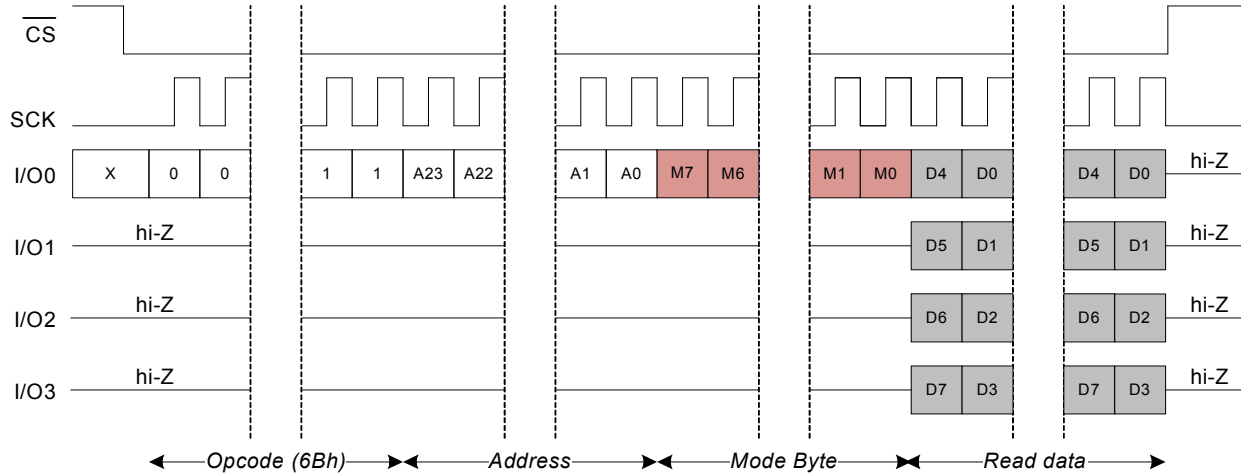 CS
SCK
I/O0 X 0 0 1 1 A23 A22 A1 A0 M7 M6 M1 M0 D4 D0 D4 D0 hi-Z
I/O1 hi-Z D5 D1 D5 D1 hi-Z
I/O2 hi-Z D6 D2 D6 D2 hi-Z
I/O3 hi-Z D7 D3 D7 D3 hi-Z
Opcode (6Bh) Address Mode Byte Read data